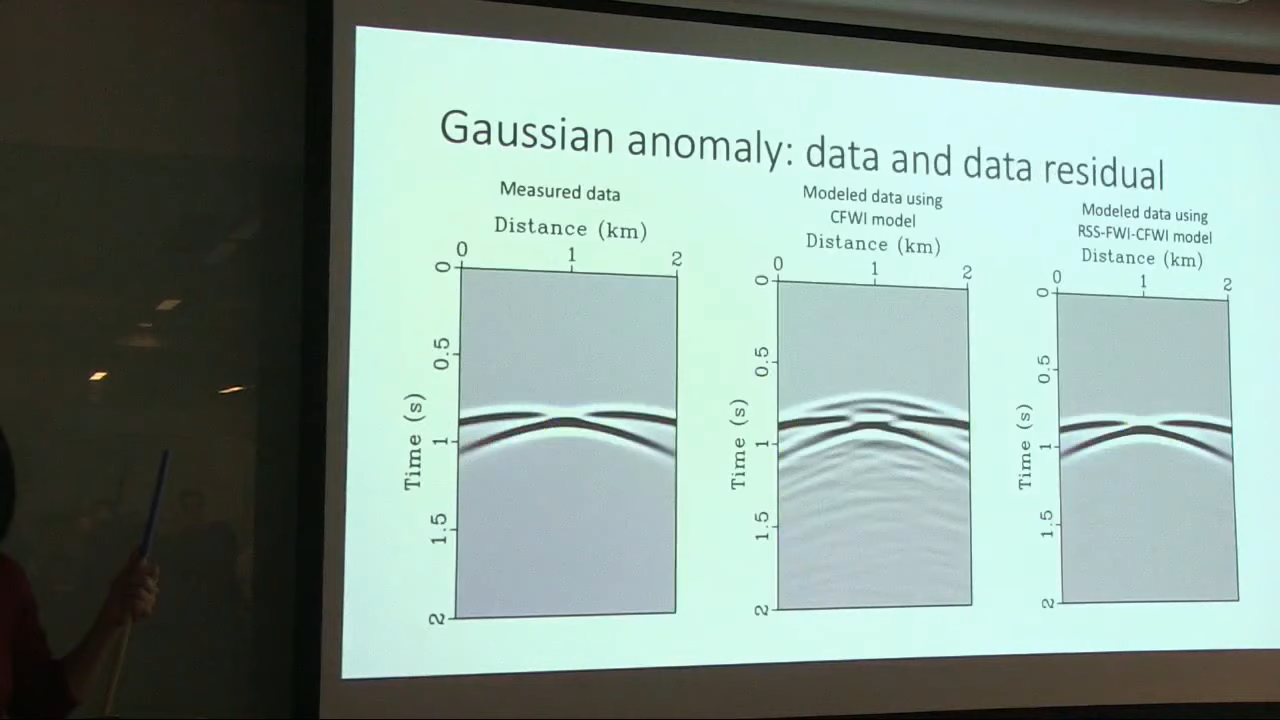 Gaussian anomaly: data and data residual
Measured data
Distance (km)
0 1 2
0
0.5
1
1.5
2
Time (s)
Modeled data using
CFWI model
Distance (km)
0 1 2
0
0.5
1
1.5
2
Time (s)
Modeled data using
RSS-FWI-CFWI model
Distance (km)
0 1 2
0
0.5
1
1.5
2
Time (s)